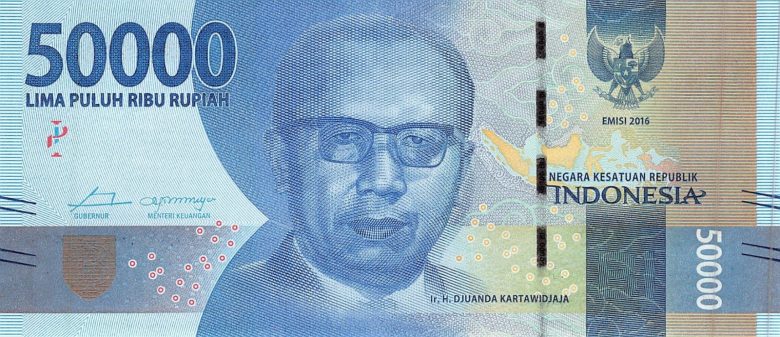 50000
LIMA PULUH RIBU RUPIAH
EMISI 2016
NEGARA KESATUAN REPUBLIK
INDONESIA
GUBERNUR
MENTERI KEUANGAN
50000
Ir. H. DJUANDA KARTAWIDJAJA